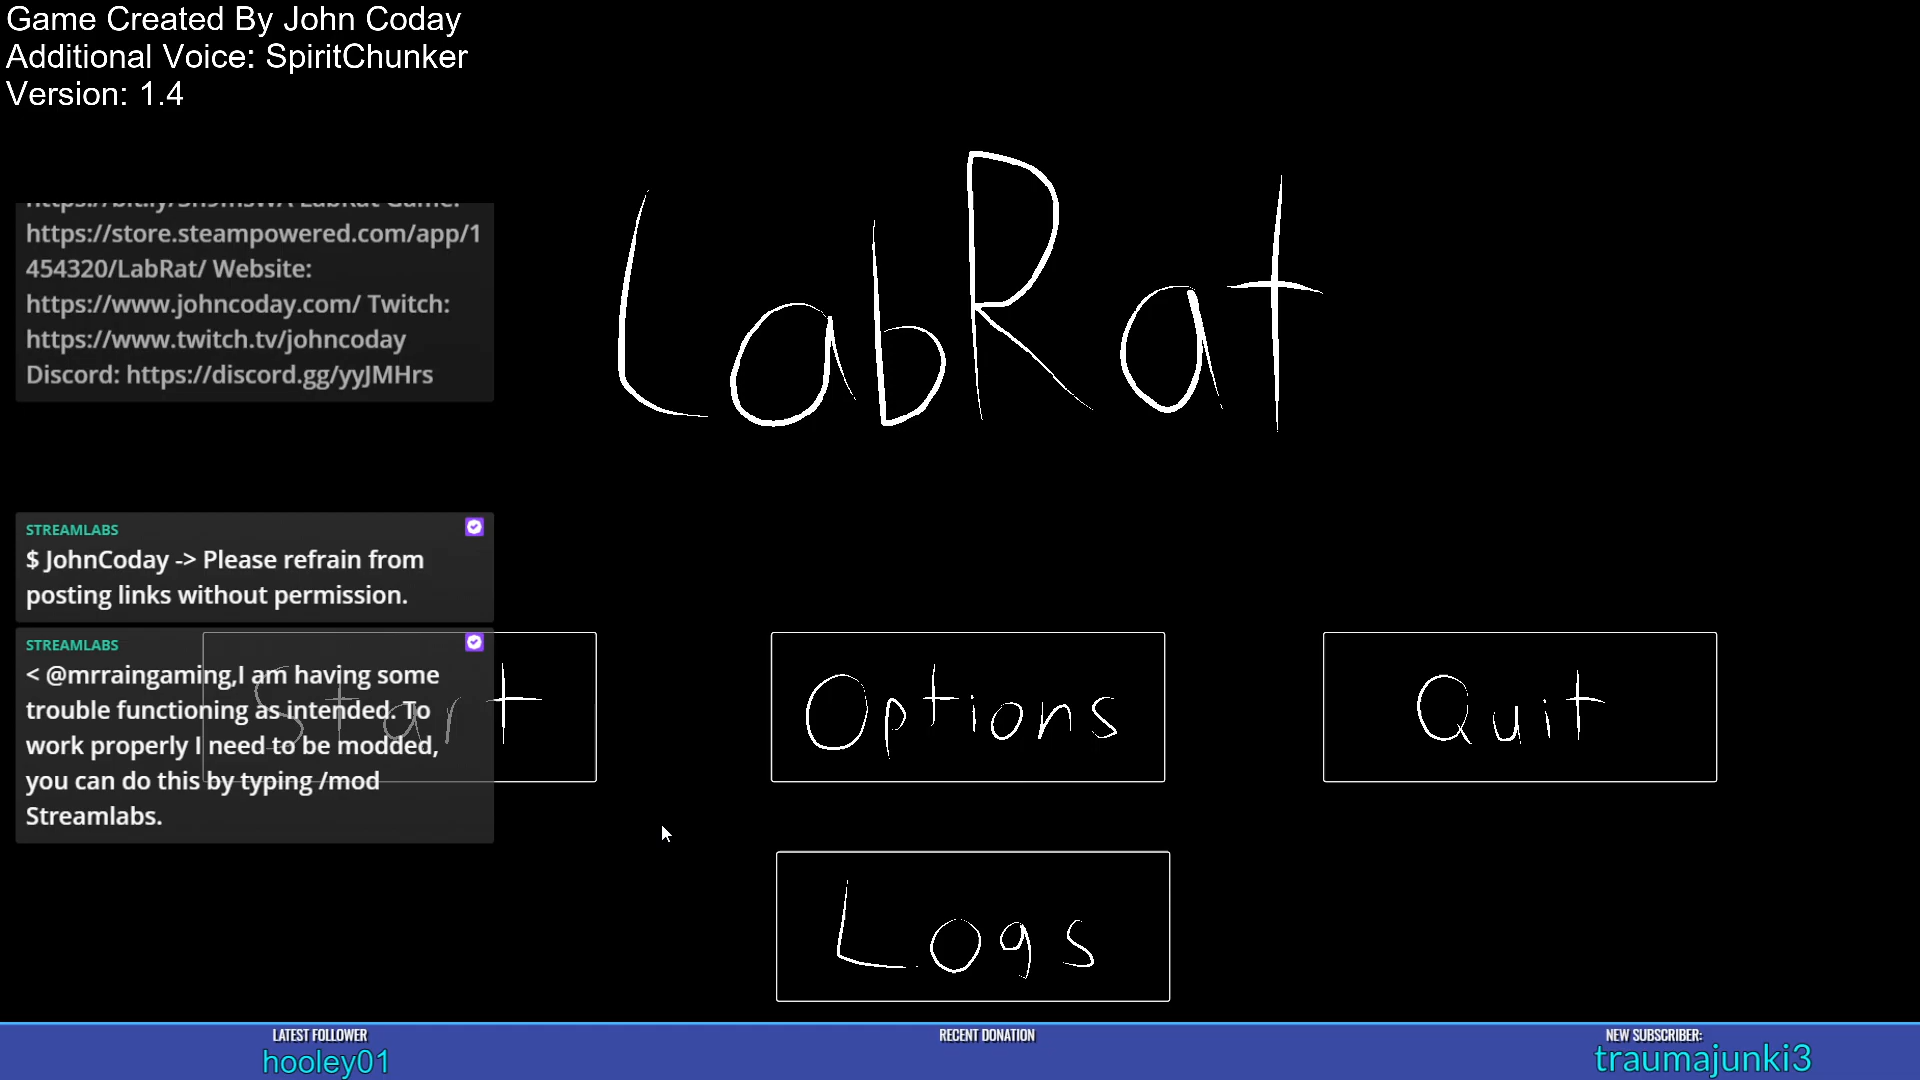 Game Created By John Coday
Additional Voice: SpiritChunker
Version: 1.4
LabRat
LabRat Game:
https://store.steampowered.com/app/1
454320/LabRat/ Website:
https://www.johncoday.com/ Twitch:
https://www.twitch.tv/johncoday
Discord: https://discord.gg/yyJMHrs
STREAMLABS
$ JohnCoday -> Please refrain from
posting links without permission.
STREAMLABS
< @mrraingaming,I am having some
trouble functioning as intended. To
work properly I need to be modded,
you can do this by typing /mod
Streamlabs.
Start
Options
Quit
Logs
LATEST FOLLOWER
hooley01
RECENT DONATION
NEW SUBSCRIBER:
traumajunki3